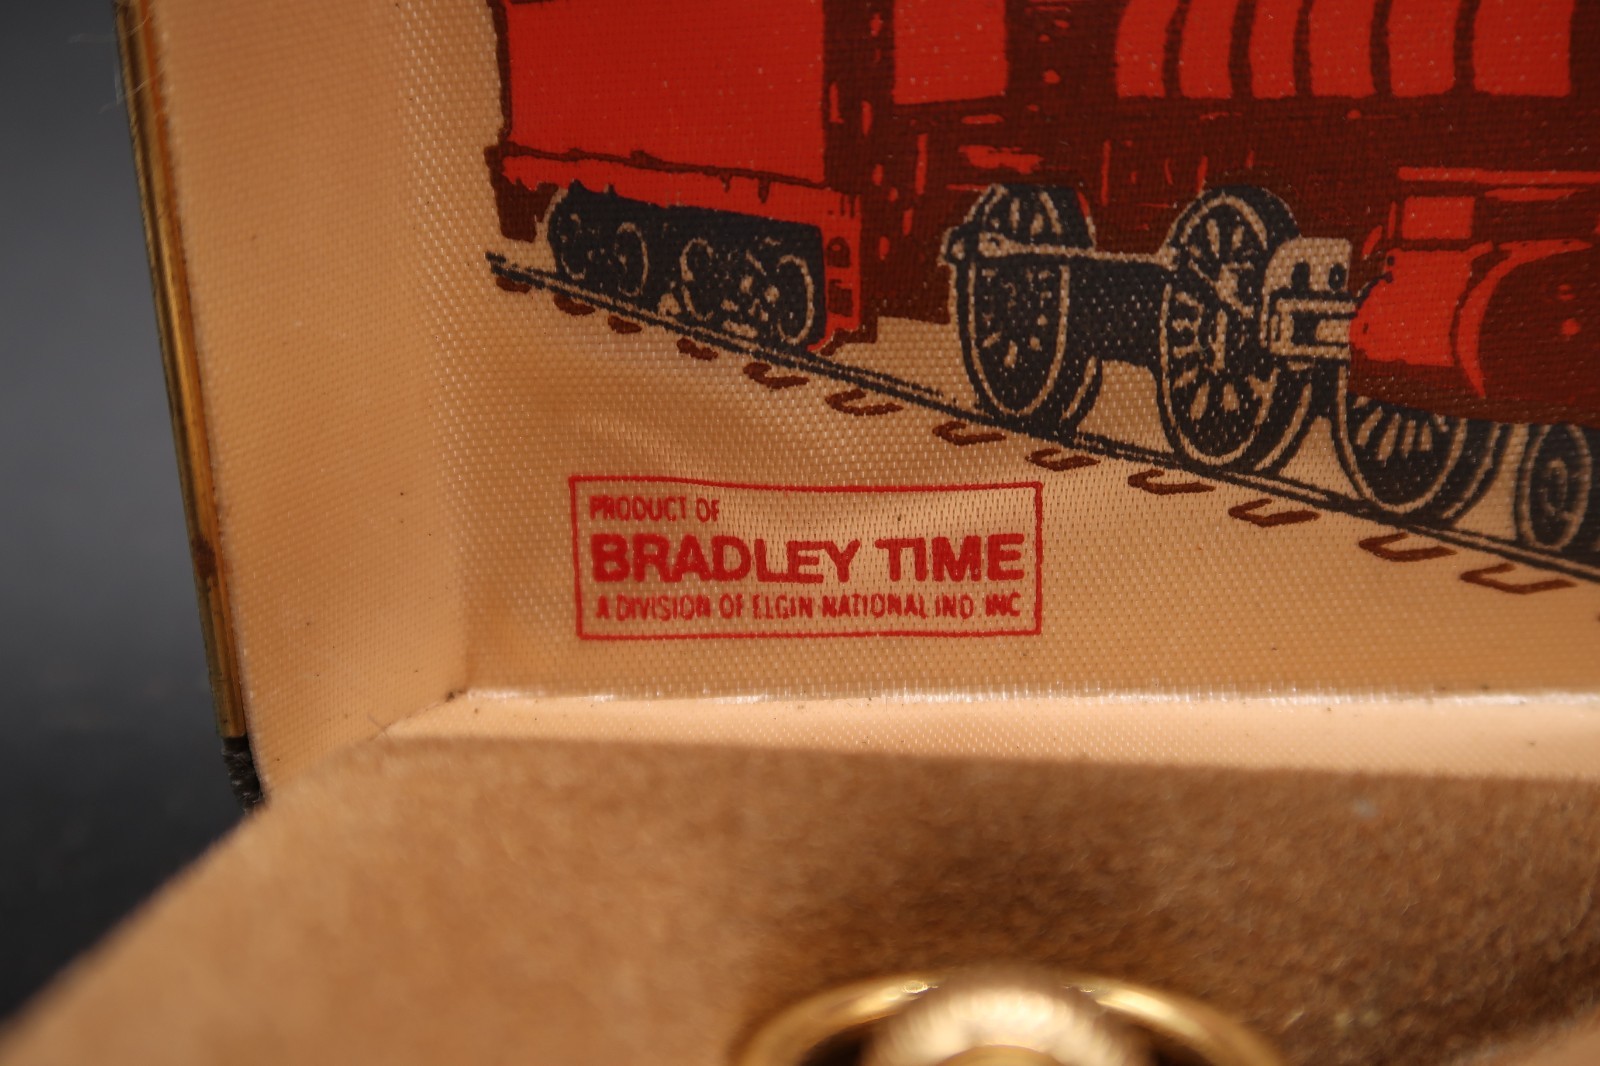 PRODUCT OF
BRADLEY TIME
A DIVISION OF ELGIN NATIONAL IND INC